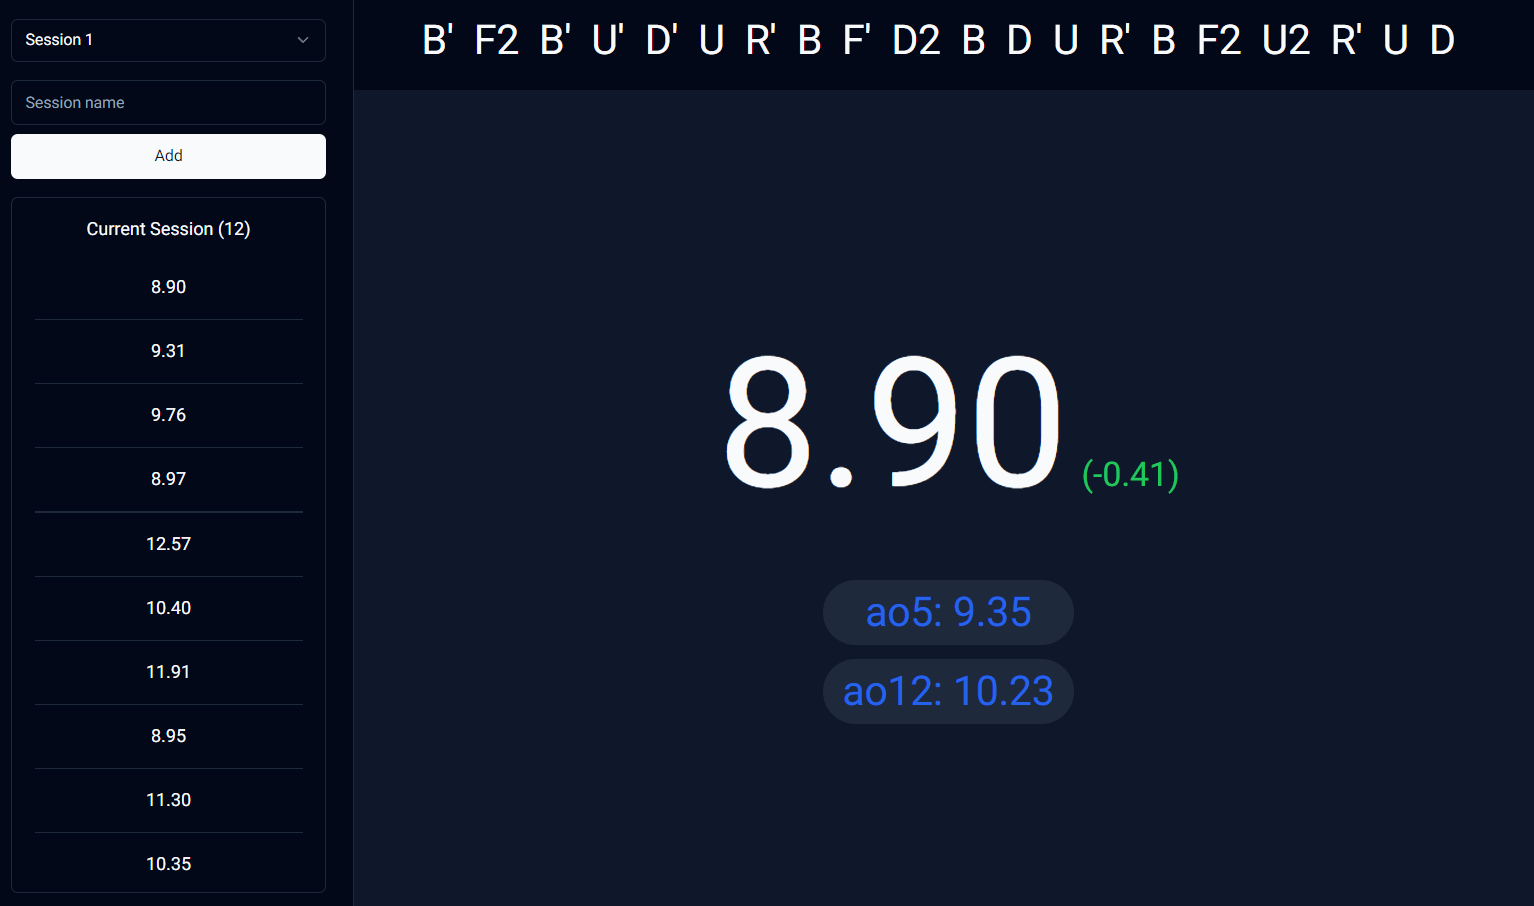 Session 1
Session name
Add
Current Session (12)
8.90
9.31
9.76
8.97
12.57
10.40
11.91
8.95
11.30
10.35
B' F2 B' U' D' U R' B F' D2 B D U R' B F2 U2 R' U D
8.90 (-0.41)
ao5: 9.35
ao12: 10.23